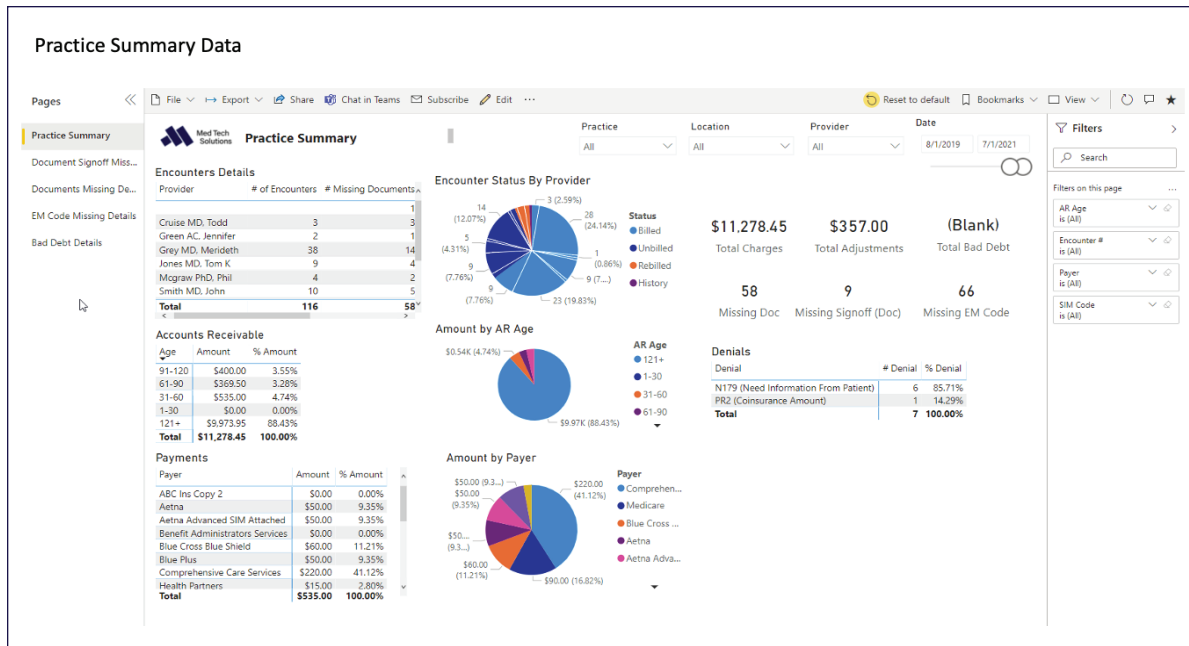 Practice Summary Data
Pages
File
Export
Share
Chat in Teams
Subscribe
Edit
...
Reset to default
Bookmarks
View
Practice Summary
Document Signoff Miss...
Documents Missing De...
EM Code Missing Details
Bad Debt Details
Med Tech
Solutions
Practice Summary
Practice
All
Location
All
Provider
All
Date
8/1/2019 7/1/2021
Encounters Details
Provider # of Encounters # Missing Documents
1
Cruise MD, Todd 3 3
Green AC, Jennifer 2 1
Grey MD. Merideth 38 14
Jones MD, Tom K 9 4
Mcgraw PhD, Phil 4 2
Smith MD, John 10 5
Total 116 58
Encounter Status By Provider
3 (2.59%)
28
(24.14%)
1
(0.86%)
9 (7...)
23 (19.83%)
9
(7.76%)
9
(7.76%)
5
(4.31%)
14
(12.07%)
Status
Billed
Unbilled
Rebilled
History
$11,278.45
Total Charges
$357.00
Total Adjustments
(Blank)
Total Bad Debt
58
Missing Doc
9
Missing Signoff (Doc)
66
Missing EM Code
Accounts Receivable
Age Amount % Amount
91-120 $400.00 3.55%
61-90 $369.50 3.28%
31-60 $535.00 4.74%
1-30 $0.00 0.00%
121+ $9,973.95 88.43%
Total $11,278.45 100.00%
Amount by AR Age
$0.54K (4.74%)
$9.97K (88.43%)
AR Age
121+
1-30
31-60
61-90
Denials
Denial # Denial % Denial
N179 (Need Information From Patient) 6 85.71%
PR2 (Coinsurance Amount) 1 14.29%
Total 7 100.00%
Payments
Payer Amount % Amount
ABC Ins Copy 2 $0.00 0.00%
Aetna $50.00 9.35%
Aetna Advanced SIM Attached $50.00 9.35%
Benefit Administrators Services $0.00 0.00%
Blue Cross Blue Shield $60.00 11.21%
Blue Plus $50.00 9.35%
Comprehensive Care Services $220.00 41.12%
Health Partners $15.00 2.80%
Total $535.00 100.00%
Amount by Payer
$50.00 (9.3...)
$50.00
(9.35%)
$50....
(9.3...)
$60.00
(11.21%)
$90.00 (16.82%)
$220.00
(41.12%)
Payer
Comprehen...
Medicare
Blue Cross ...
Aetna
Aetna Adva...
Filters
Search
Filters on this page
...
AR Age
is (All)
Encounter #
is (All)
Payer
is (All)
SIM Code
is (All)